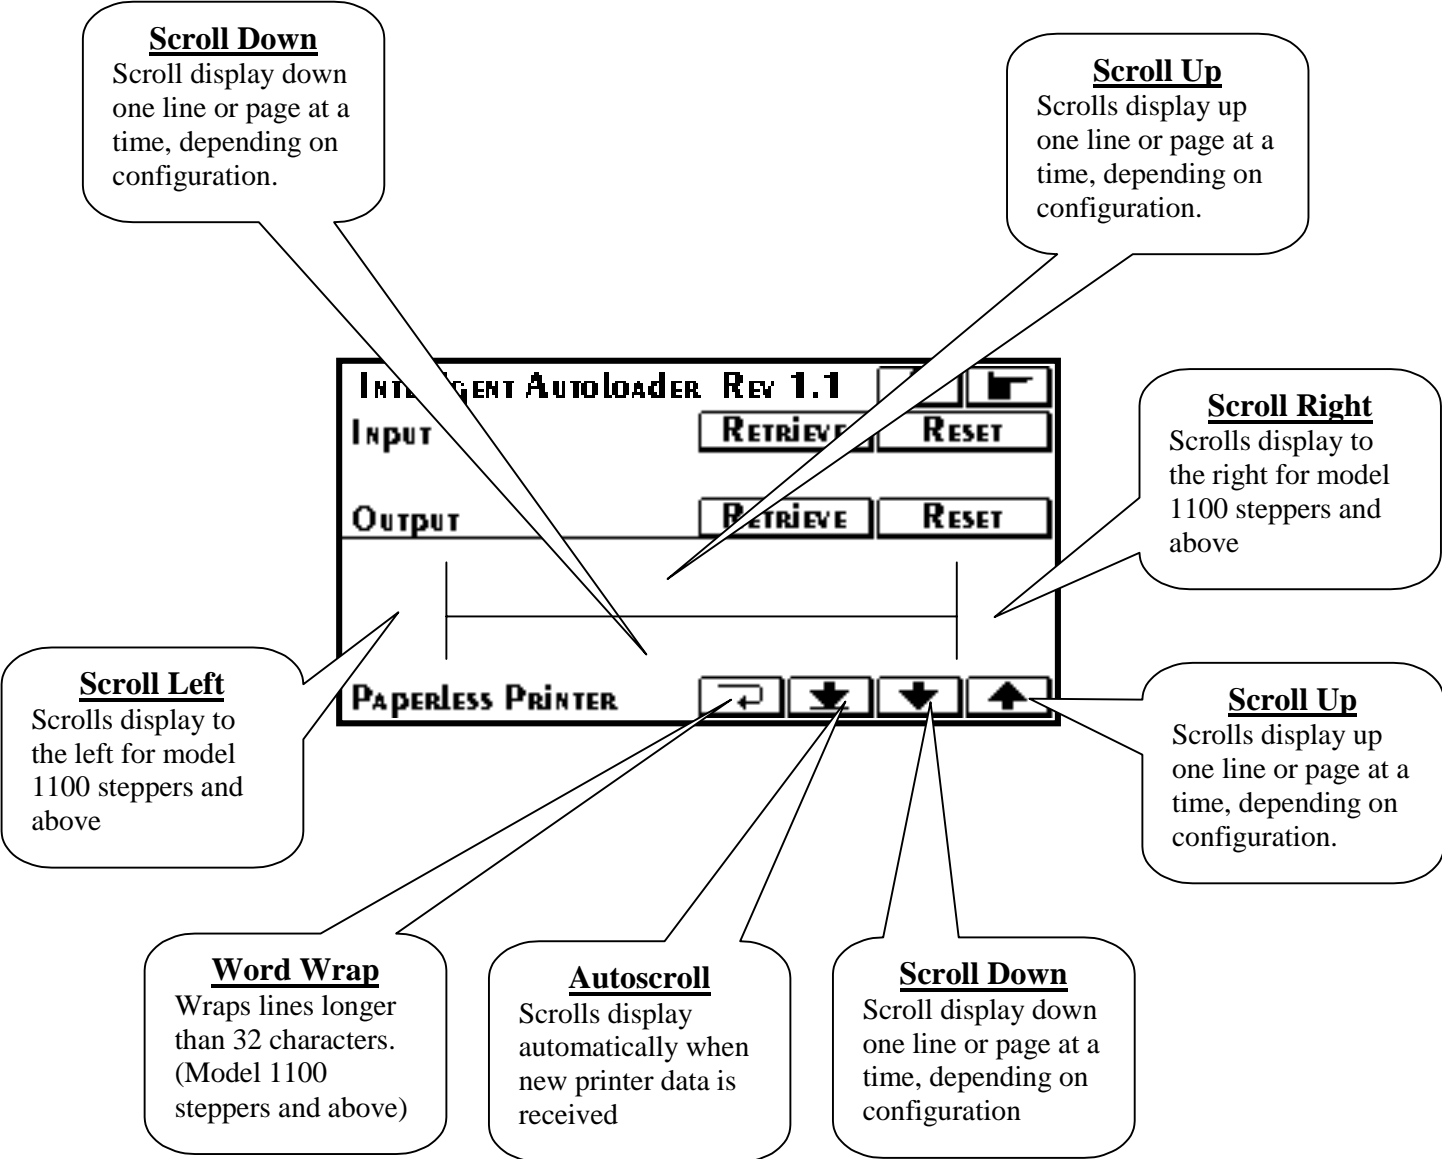 Scroll Down
Scroll display down
one line or page at a
time, depending on
configuration.
Scroll Up
Scrolls display up
one line or page at a
time, depending on
configuration.
Autoloader Rev 1.1
Input
Retrieve
Reset
Output
Retrieve
Reset
Scroll Right
Scrolls display to
the right for model
1100 steppers and
above
Scroll Left
Scrolls display to
the left for model
1100 steppers and
above
Paperless Printer
Scroll Up
Scrolls display up
one line or page at a
time, depending on
configuration.
Word Wrap
Wraps lines longer
than 32 characters.
(Model 1100
steppers and above)
Autoscroll
Scrolls display
automatically when
new printer data is
received
Scroll Down
Scroll display down
one line or page at a
time, depending on
configuration